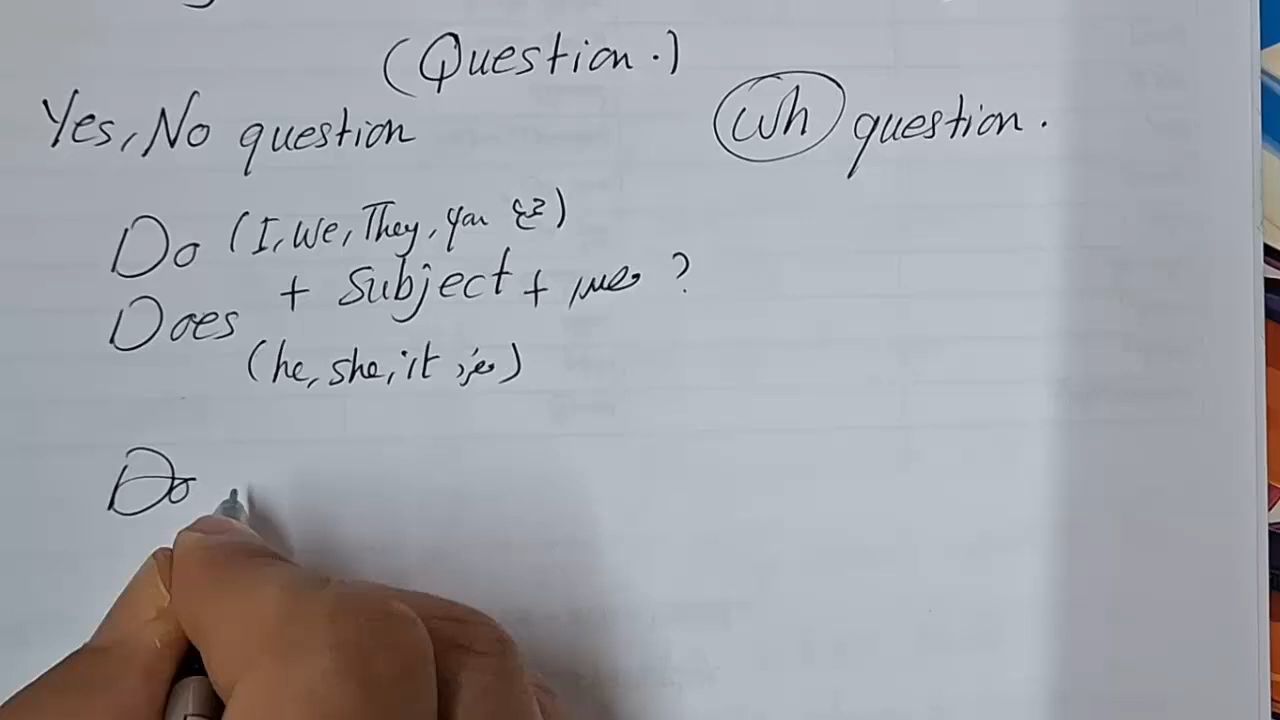 (Question.)
Yes, No question
Wh question.
Do (I, we, They, you جمع)
+ Subject + مصدر ?
Does
(he, she, it مفرد)
Do